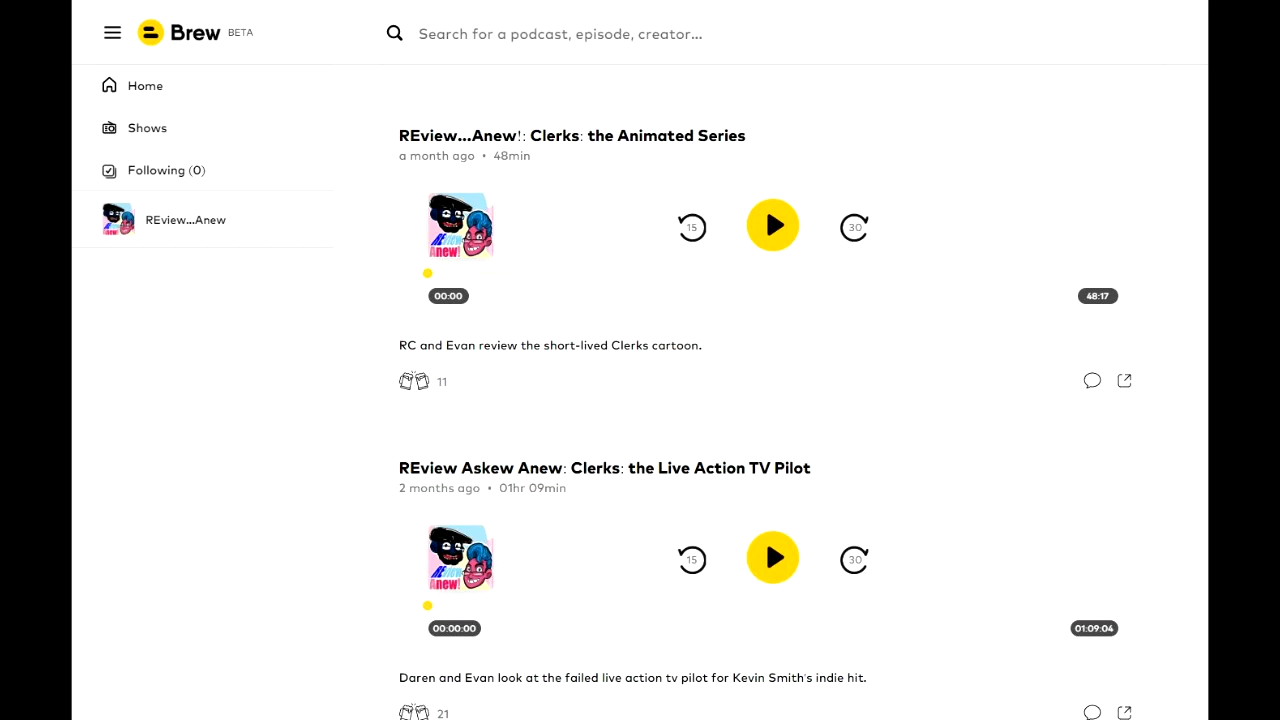 Brew BETA
Search for a podcast, episode, creator...
Home
Shows
Following (0)
REview...Anew
REview...Anew!: Clerks: the Animated Series
a month ago • 48min
REview
Anew!
15
30
00:00
48:17
RC and Evan review the short-lived Clerks cartoon.
11
REview Askew Anew: Clerks: the Live Action TV Pilot
2 months ago • 01hr 09min
REview
Anew!
15
30
00:00:00
01:09:04
Daren and Evan look at the failed live action tv pilot for Kevin Smith's indie hit.
21